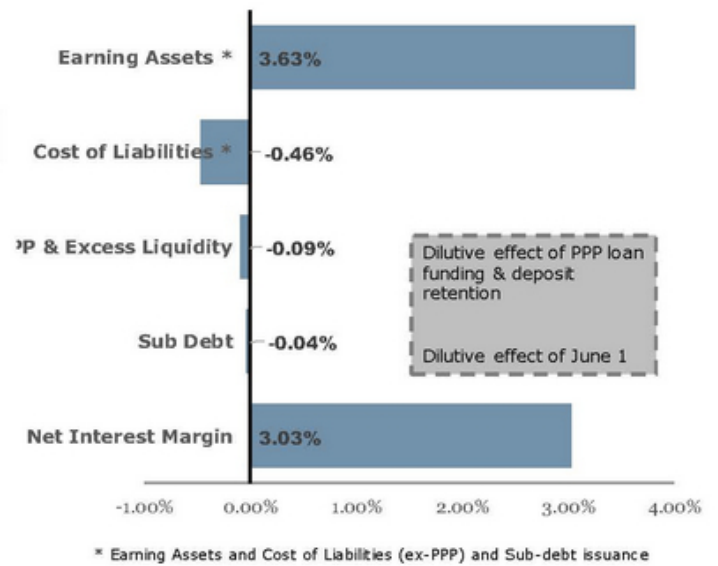 Earning Assets * 3.63%
Cost of Liabilities * -0.46%
PP & Excess Liquidity -0.09%
Dilutive effect of PPP loan
funding & deposit
retention
Sub Debt -0.04%
Dilutive effect of June 1
Net Interest Margin 3.03%
-1.00% 0.00% 1.00% 2.00% 3.00% 4.00%
* Earning Assets and Cost of Liabilities (ex-PPP) and Sub-debt issuance